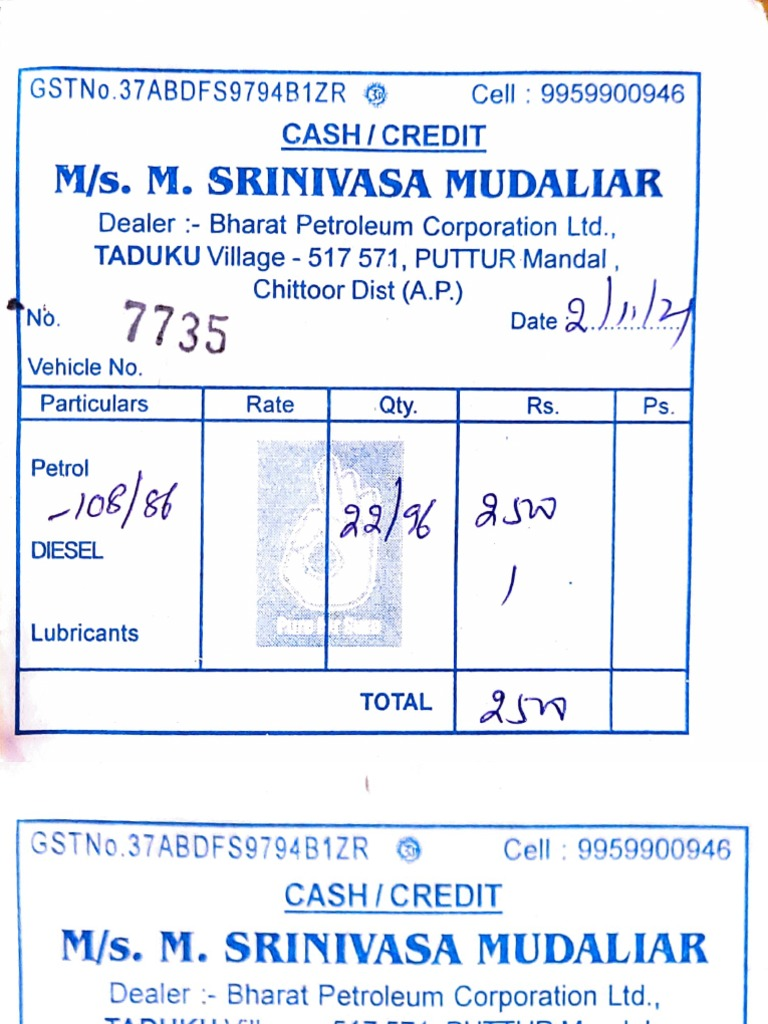 GSTNo.37ABDFS9794B1ZR ॐ Cell : 9959900946
CASH / CREDIT
M/s. M. SRINIVASA MUDALIAR
Dealer :- Bharat Petroleum Corporation Ltd.,
TADUKU Village - 517 571, PUTTUR Mandal ,
Chittoor Dist (A.P.)
No. 7735 Date : 2/11/21
Vehicle No.
Particulars Rate Qty. Rs. Ps.
Petrol
-108/86 22/96 2500
DIESEL
Lubricants
TOTAL 2500
GSTNo.37ABDFS9794B1ZR ॐ Cell : 9959900946
CASH / CREDIT
M/s. M. SRINIVASA MUDALIAR
Dealer :- Bharat Petroleum Corporation Ltd.,